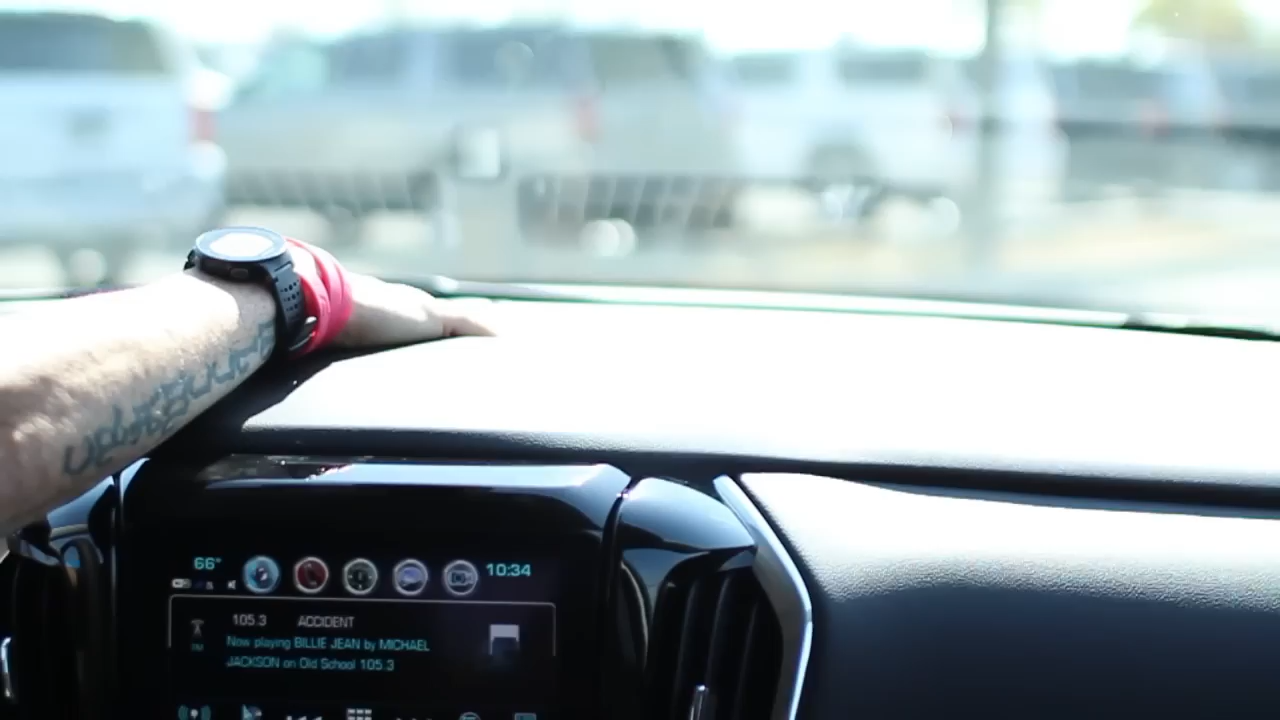 66° 10:34
105.3 ACCIDENT
Now playing BILLIE JEAN by MICHAEL
JACKSON on Old School 105.3